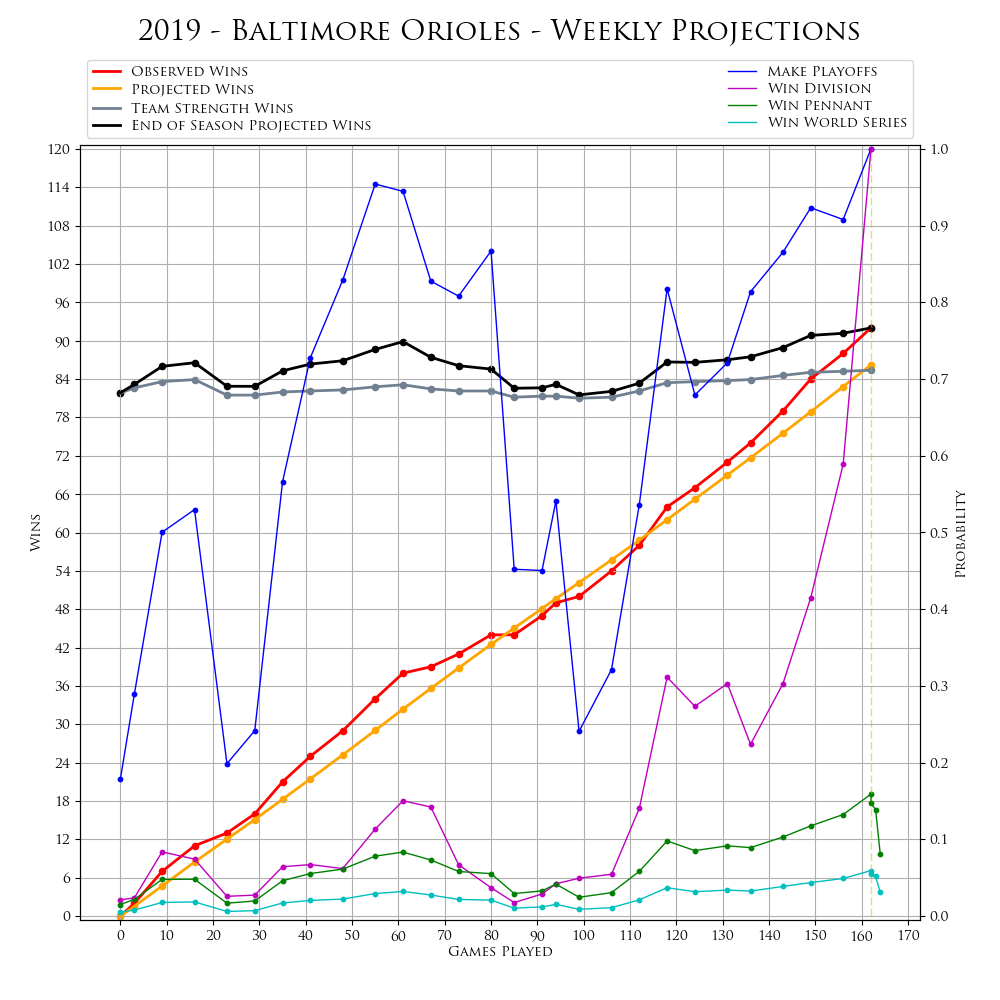 2019 - Baltimore Orioles - Weekly Projections
Observed Wins
Projected Wins
Team Strength Wins
End of Season Projected Wins
Make Playoffs
Win Division
Win Pennant
Win World Series
120
114
108
102
96
90
84
78
72
66
60
54
48
42
36
30
24
18
12
6
0
Wins
1.0
0.9
0.8
0.7
0.6
0.5
0.4
0.3
0.2
0.1
0.0
Probability
0 10 20 30 40 50 60 70 80 90 100 110 120 130 140 150 160 170
Games Played